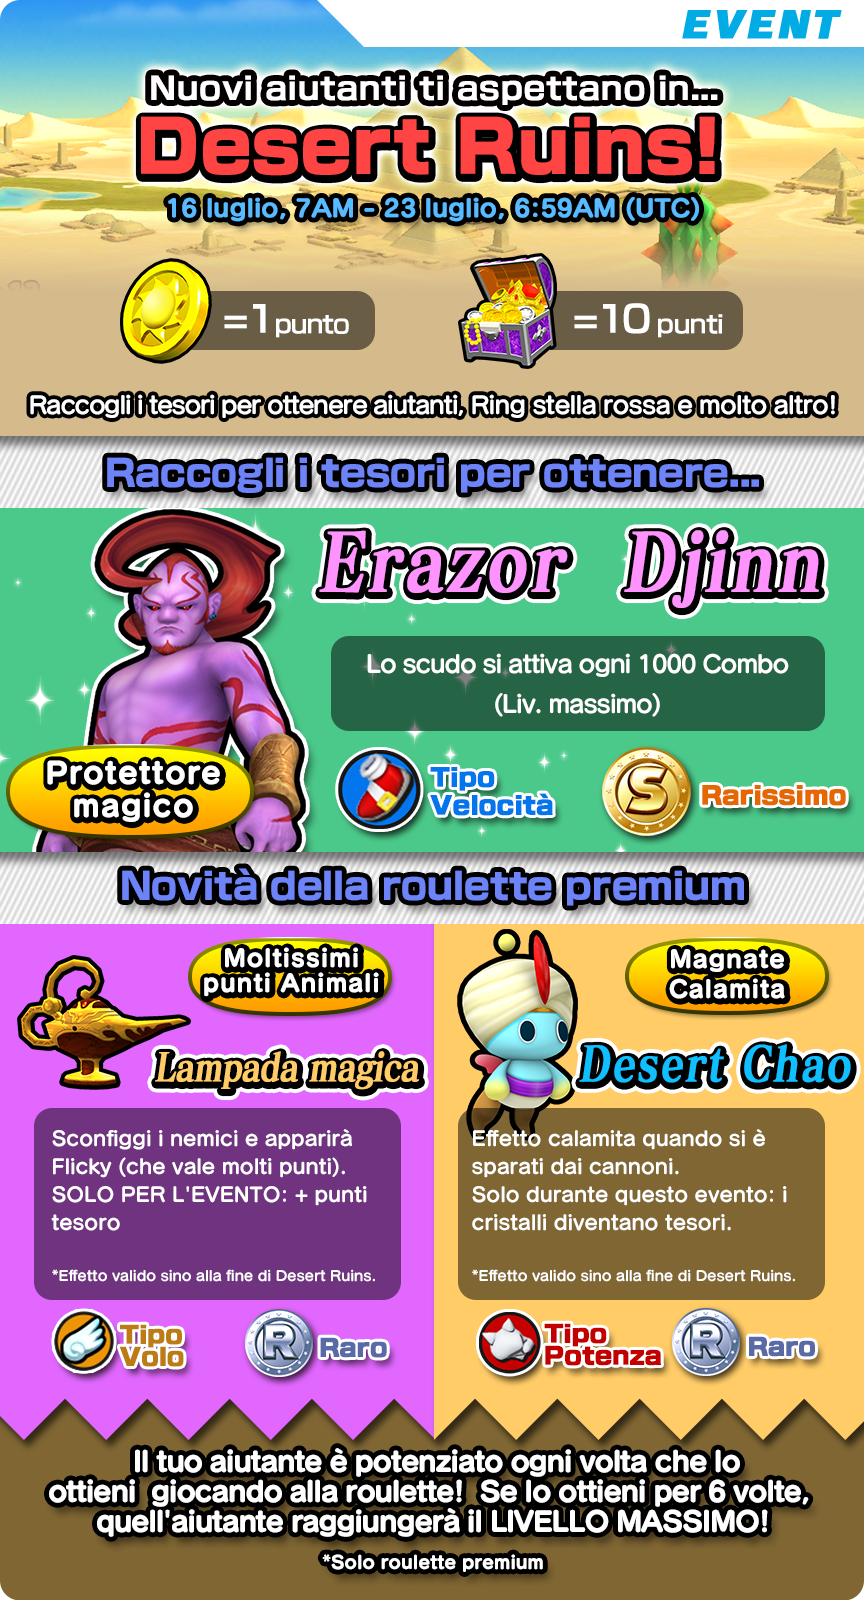 EVENT
Nuovi aiutanti ti aspettano in...
Desert Ruins!
16 luglio, 7AM - 23 luglio, 6:59AM (UTC)
=1 punto
=10 punti
Raccogli i tesori per ottenere aiutanti, Ring stella rossa e molto altro!
Raccogli i tesori per ottenere...
Erazor Djinn
Lo scudo si attiva ogni 1000 Combo
(Liv. massimo)
Protettore
magico
Tipo
Velocità
S
Rarissimo
Novità della roulette premium
Moltissimi
punti Animali
Lampada magica
Sconfiggi i nemici e apparirà
Flicky (che vale molti punti).
SOLO PER L'EVENTO: + punti
tesoro
*Effetto valido sino alla fine di Desert Ruins.
Tipo
Volo
R
Raro
Magnate
Calamita
Desert Chao
Effetto calamita quando si è
sparati dai cannoni.
Solo durante questo evento: i
cristalli diventano tesori.
*Effetto valido sino alla fine di Desert Ruins.
Tipo
Potenza
R
Raro
Il tuo aiutante è potenziato ogni volta che lo
ottieni giocando alla roulette! Se lo ottieni per 6 volte,
quell'aiutante raggiungerà il LIVELLO MASSIMO!
*Solo roulette premium